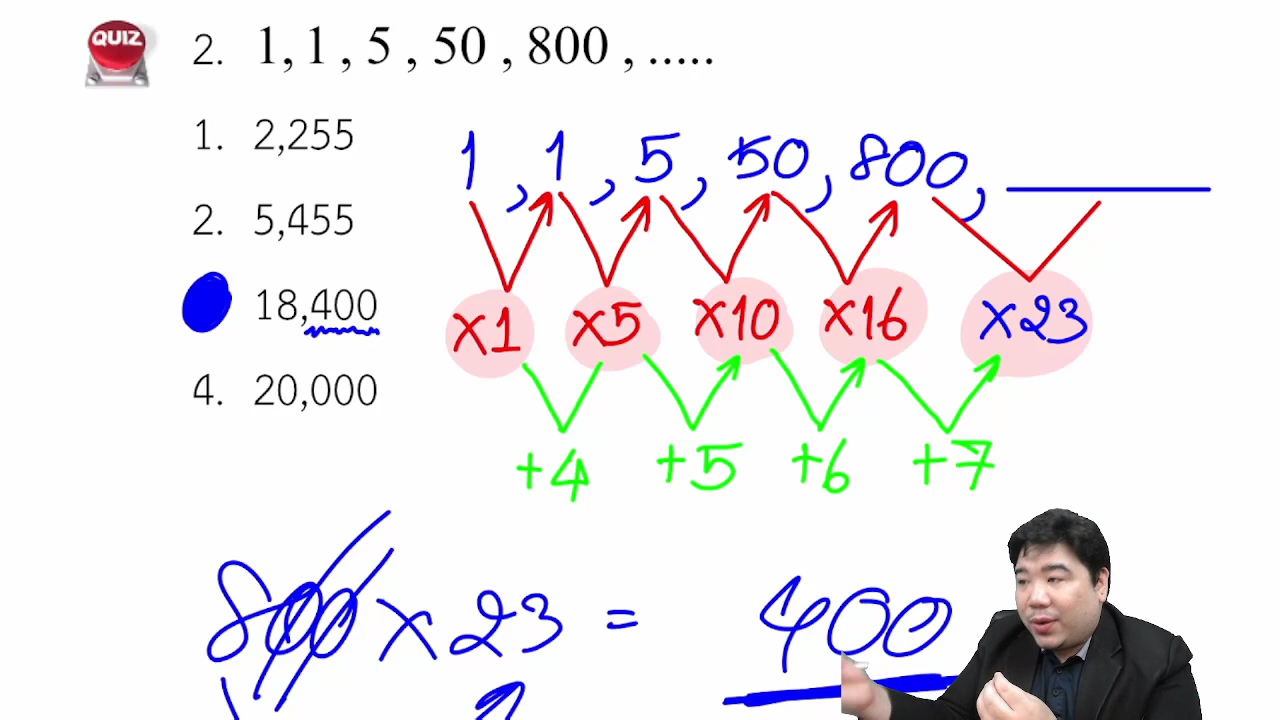 QUIZ
2. 1, 1 , 5 , 50 , 800 , .....
1. 2,255
2. 5,455
18,400
4. 20,000
1 , 1 , 5 , 50 , 800 ,
x1 x5 x10 x16 x23
+4 +5 +6 +7
800 x 23 = 400